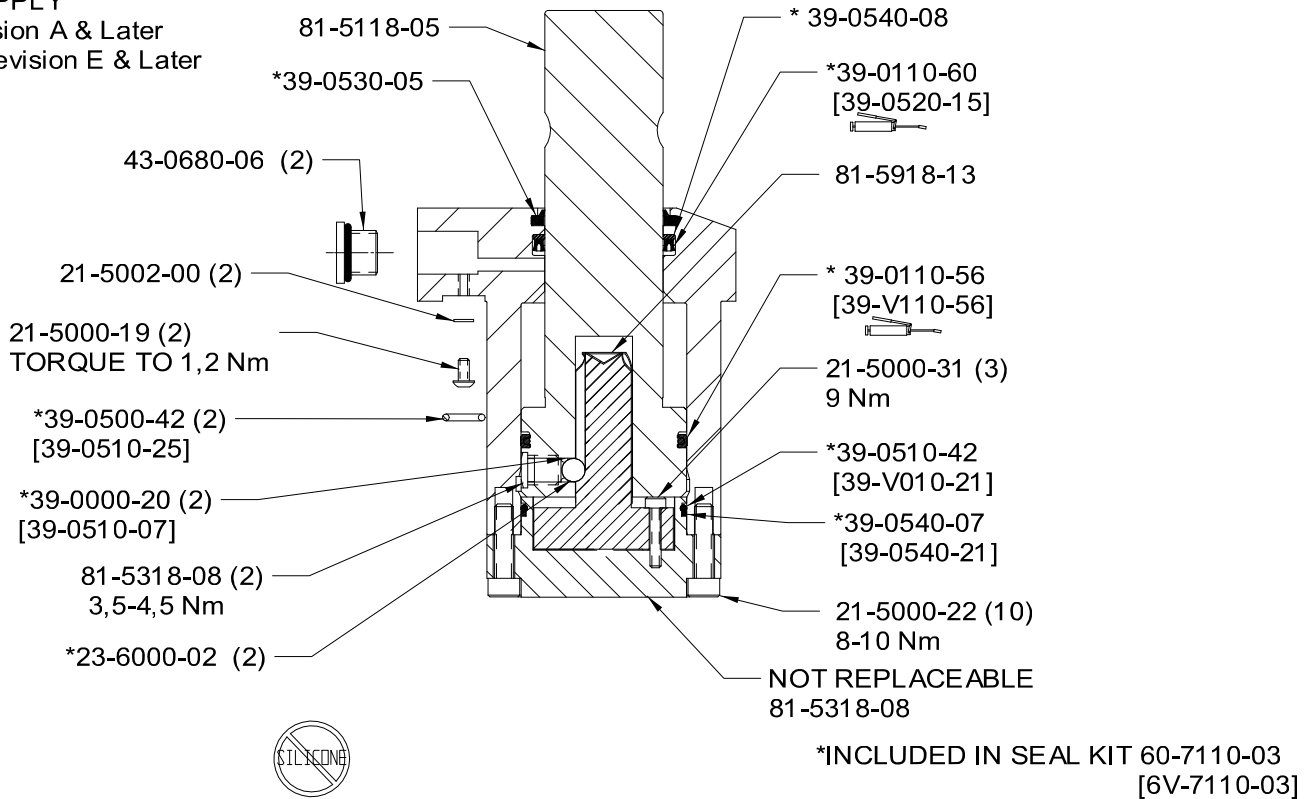 sion A & Later
evision E & Later
81-5118-05
*39-0530-05
43-0680-06 (2)
21-5002-00 (2)
21-5000-19 (2)
TORQUE TO 1,2 Nm
*39-0500-42 (2)
[39-0510-25]
*39-0000-20 (2)
[39-0510-07]
81-5318-08 (2)
3,5-4,5 Nm
*23-6000-02 (2)
SILICONE
* 39-0540-08
*39-0110-60
[39-0520-15]
81-5918-13
* 39-0110-56
[39-V110-56]
21-5000-31 (3)
9 Nm
*39-0510-42
[39-V010-21]
*39-0540-07
[39-0540-21]
21-5000-22 (10)
8-10 Nm
NOT REPLACEABLE
81-5318-08
*INCLUDED IN SEAL KIT 60-7110-03
[6V-7110-03]